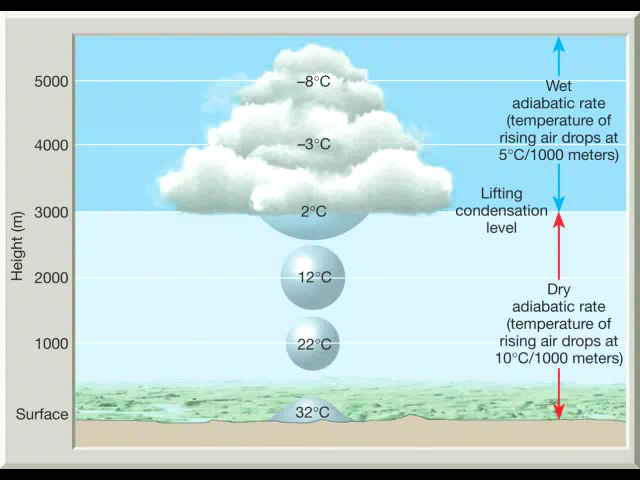 5000
4000
3000
2000
1000
Surface
Height (m)
–8°C
–3°C
2°C
12°C
22°C
32°C
Wet
adiabatic rate
(temperature of
rising air drops at
5°C/1000 meters)
Lifting
condensation
level
Dry
adiabatic rate
(temperature of
rising air drops at
10°C/1000 meters)